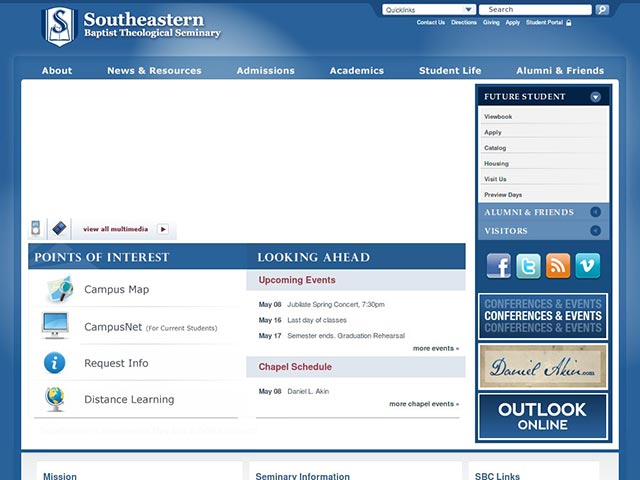 Southeastern
Baptist Theological Seminary
Quicklinks
Search
Contact Us
Directions
Giving
Apply
Student Portal
About
News & Resources
Admissions
Academics
Student Life
Alumni & Friends
FUTURE STUDENT
Viewbook
Apply
Catalog
Housing
Visit Us
Preview Days
ALUMNI & FRIENDS
VISITORS
view all multimedia
POINTS OF INTEREST
Campus Map
CampusNet (For Current Students)
Request Info
Distance Learning
LOOKING AHEAD
Upcoming Events
May 08 Jubilate Spring Concert, 7:30pm
May 16 Last day of classes
May 17 Semester ends. Graduation Rehearsal
more events »
Chapel Schedule
May 08 Daniel L. Akin
more chapel events »
CONFERENCES & EVENTS
CONFERENCES & EVENTS
CONFERENCES & EVENTS
Daniel Akin.com
OUTLOOK
ONLINE
Mission
Seminary Information
SBC Links